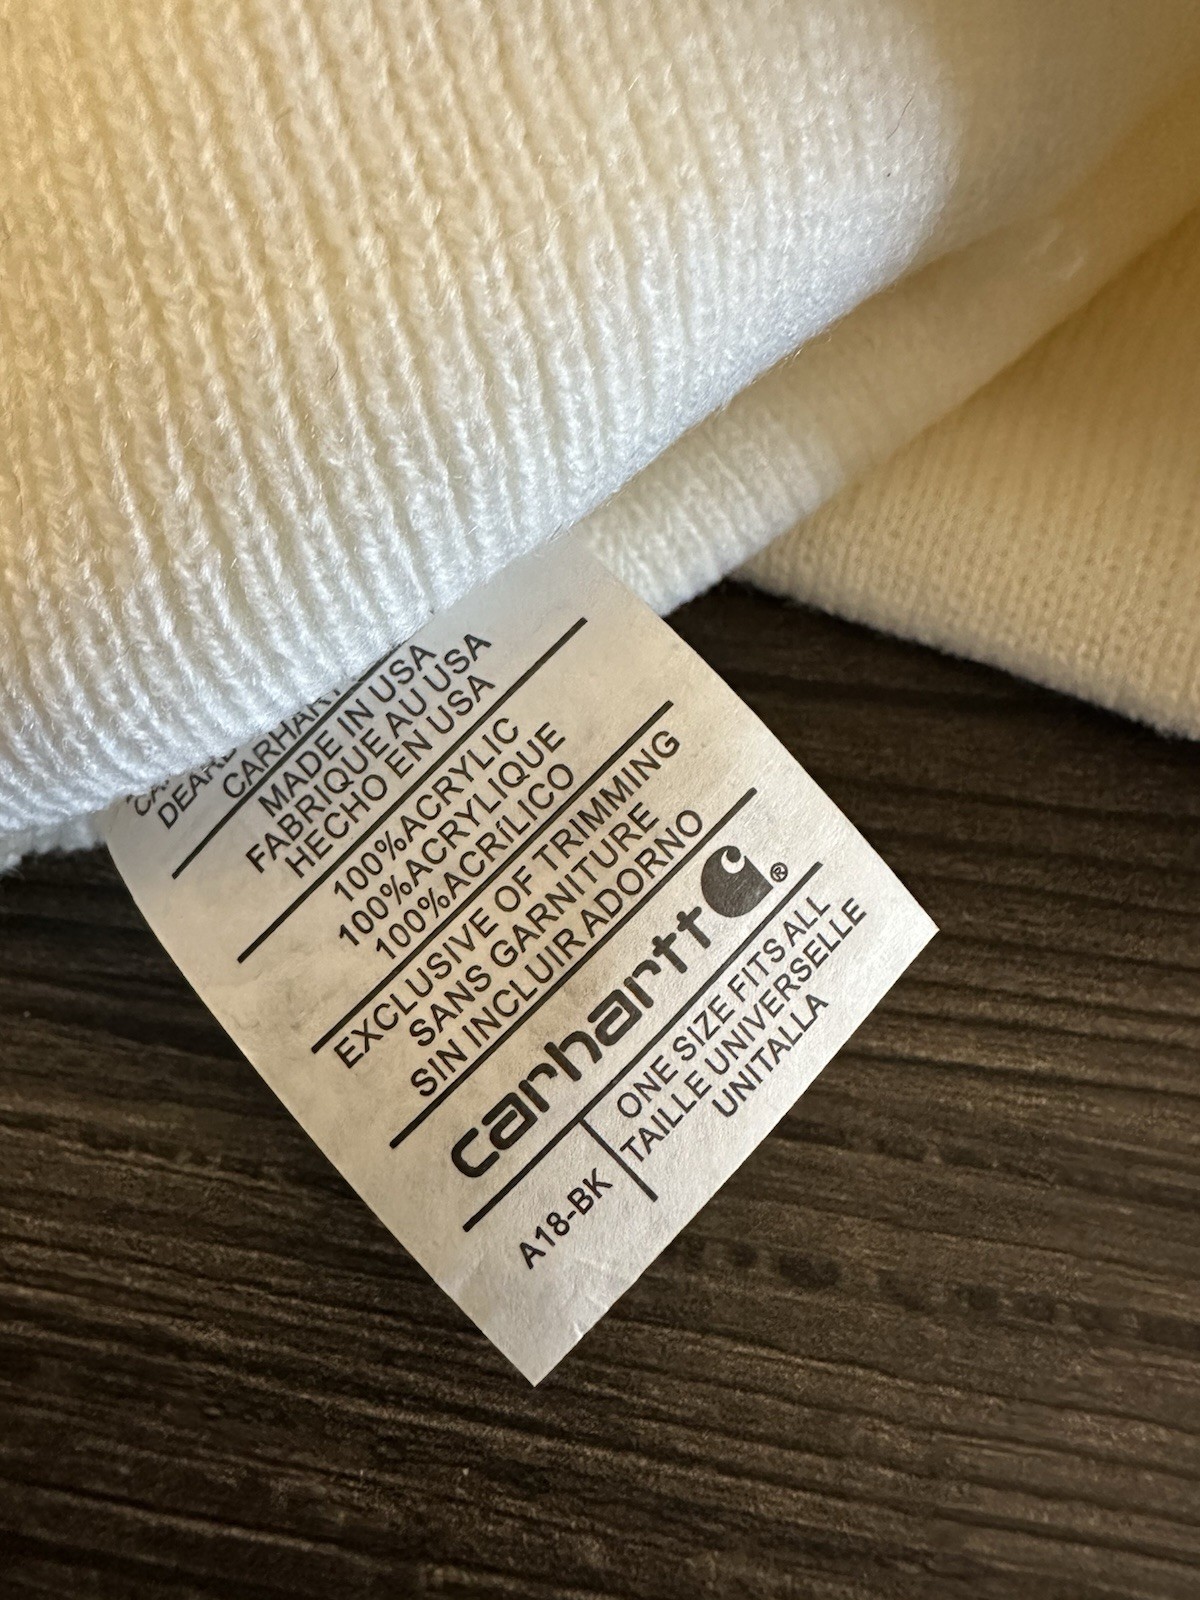 MADE IN USA
FABRIQUE AU USA
HECHO EN USA
100%ACRYLIC
100%ACRYLIQUE
100%ACRÍLICO
EXCLUSIVE OF TRIMMING
SANS GARNITURE
SIN INCLUIR ADORNO
carhartt®
A18-BK
ONE SIZE FITS ALL
TAILLE UNIVERSELLE
UNITALLA